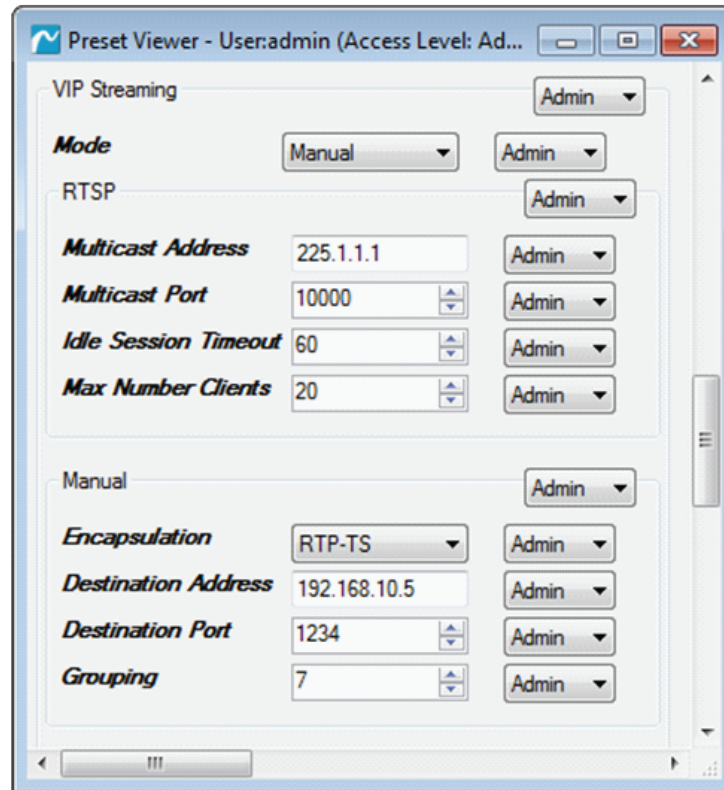 Preset Viewer - User:admin (Access Level: Ad...
VIP Streaming Admin
Mode Manual Admin
RTSP Admin
Multicast Address 225.1.1.1 Admin
Multicast Port 10000 Admin
Idle Session Timeout 60 Admin
Max Number Clients 20 Admin
Manual Admin
Encapsulation RTP-TS Admin
Destination Address 192.168.10.5 Admin
Destination Port 1234 Admin
Grouping 7 Admin